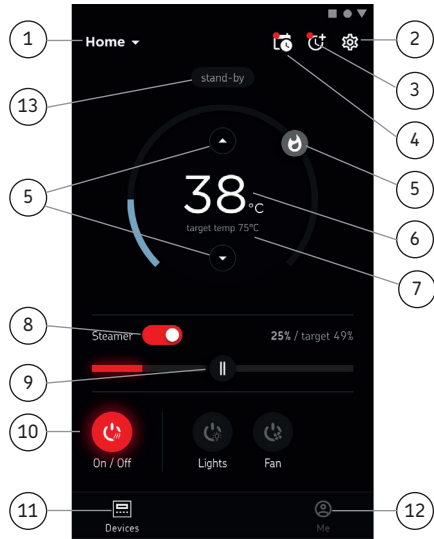 1
Home
2
3
4
13
stand-by
5
5
38°C
6
target temp 75°C
7
8
Steamer
25% / target 49%
9
10
On / Off
Lights
Fan
11
Devices
12
Me